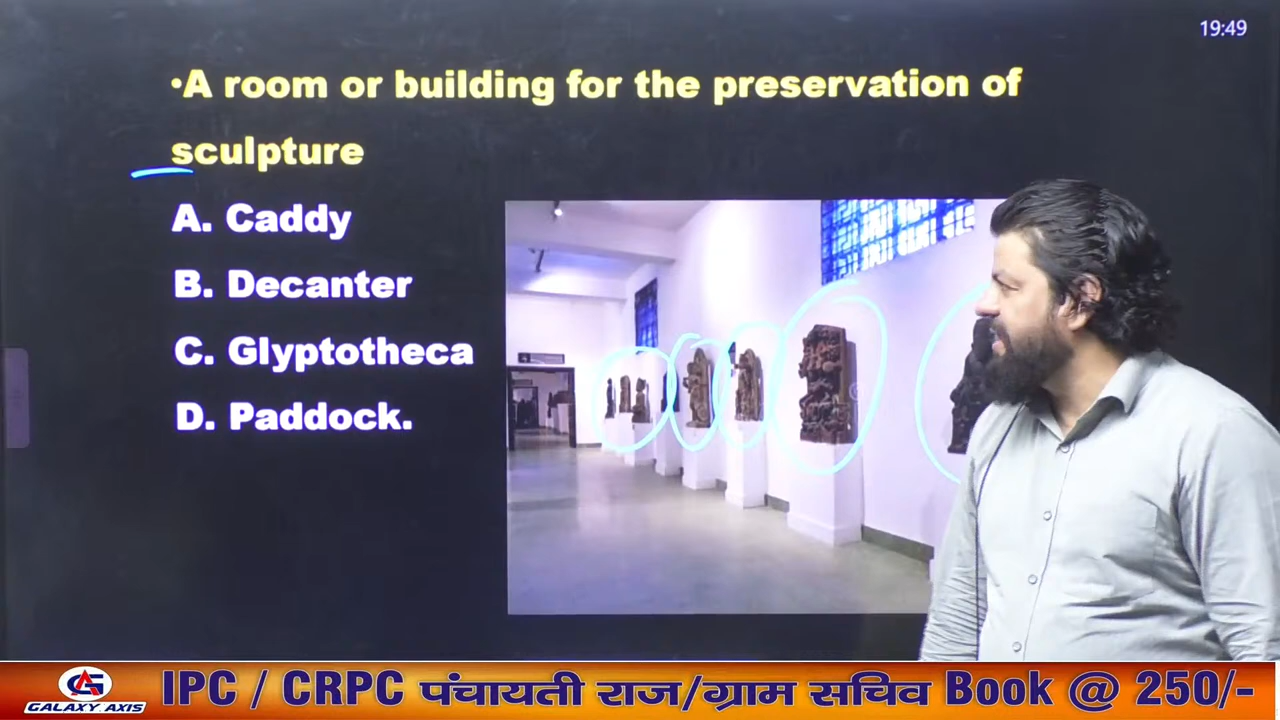 19:49
•A room or building for the preservation of
sculpture
A. Caddy
B. Decanter
C. Glyptotheca
D. Paddock.
GALAXY AXIS
IPC / CRPC पंचायती राज/ग्राम सचिव Book @ 250/-